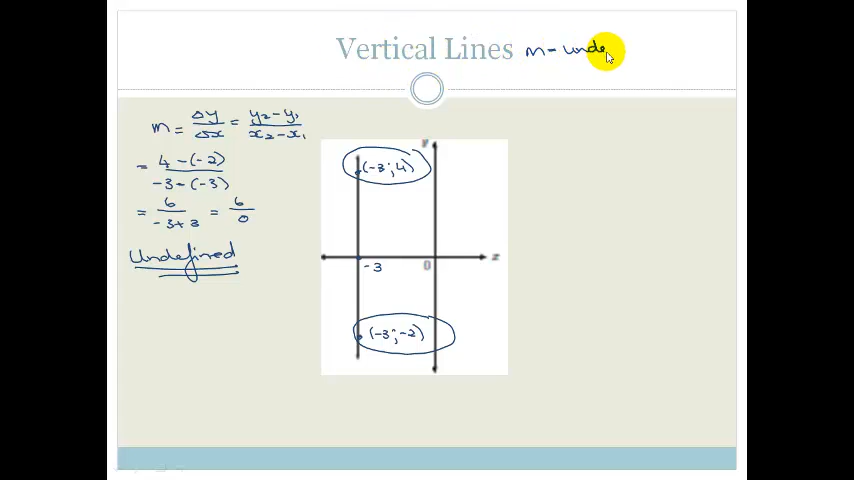 Vertical Lines m = unde
m = Δy/Δx = y₂-y₁/x₂-x₁
= 4-(-2)/-3-(-3)
= 6/-3+3 = 6/0
Undefined
y
(-3;4)
x
-3
0
(-3;-2)